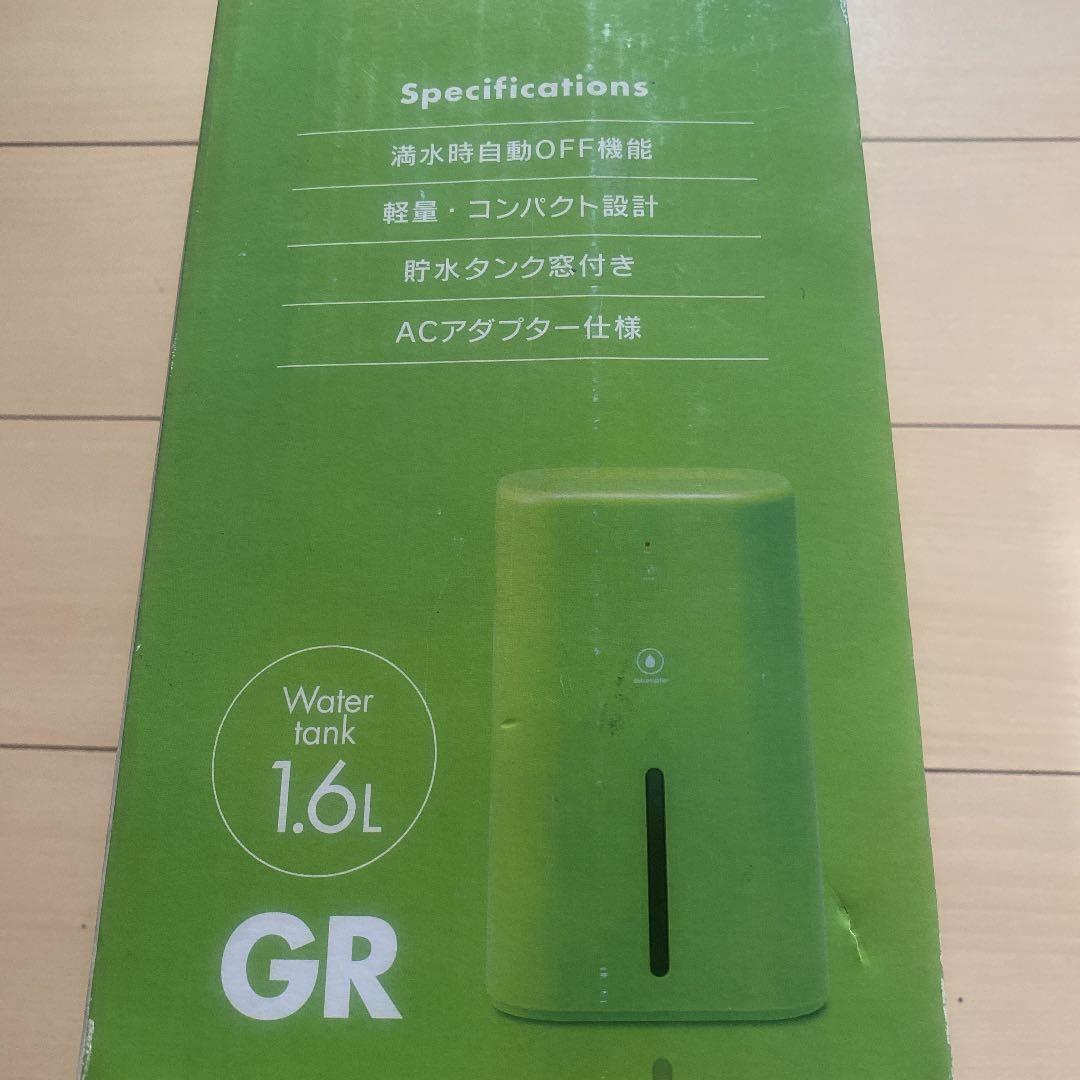 Specifications
満水時自動OFF機能
軽量・コンパクト設計
貯水タンク窓付き
ACアダプター仕様
dehumidifier
Water
tank
1.6L
GR